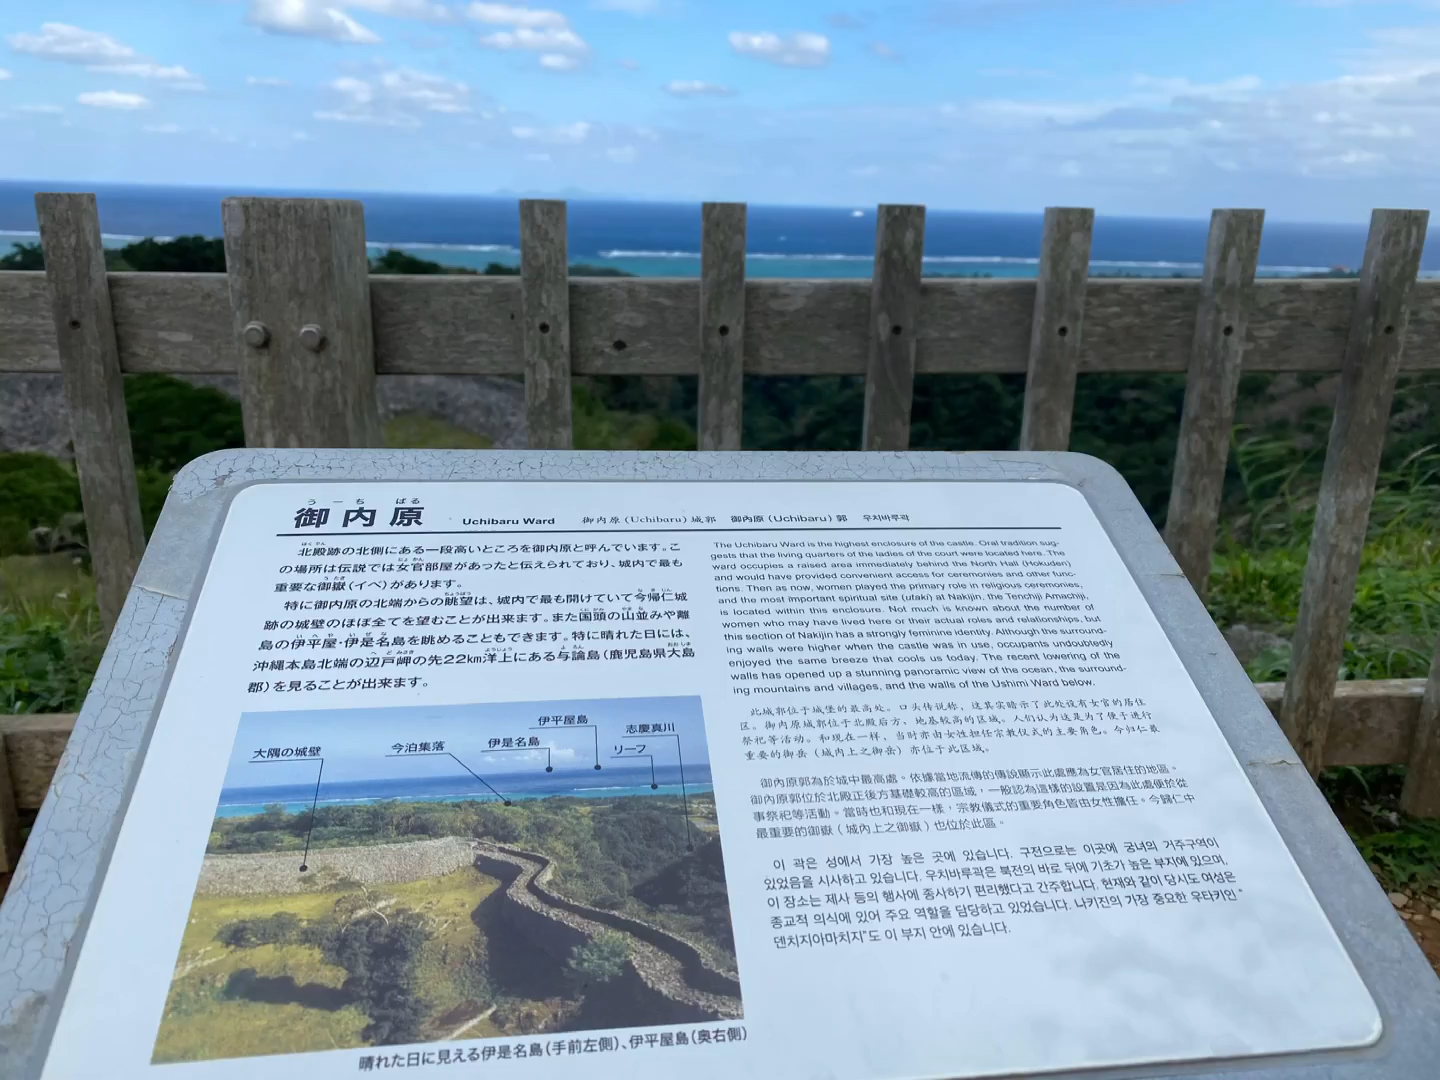 うーちばる
御内原 Uchibaru Ward 御内原（Uchibaru）城郭 御內原（Uchibaru）郭 우치바루곽
北殿跡の北側にある一段高いところを御内原と呼んでいます。こ
の場所は伝説では女官部屋があったと伝えられており、城内で最も
重要な御嶽（イベ）があります。
特に御内原の北端からの眺望は、城内で最も開けていて今帰仁城
跡の城壁のほぼ全てを望むことが出来ます。また国頭の山並みや離
島の伊平屋・伊是名島を眺めることもできます。特に晴れた日には、
沖縄本島北端の辺戸岬の先22km洋上にある与論島（鹿児島県大島
郡）を見ることが出来ます。
大隅の城壁
今泊集落
伊是名島
伊平屋島
リーフ
志慶真川
晴れた日に見える伊是名島（手前左側）、伊平屋島（奥右側）
The Uchibaru Ward is the highest enclosure of the castle. Oral tradition sug-
gests that the living quarters of the ladies of the court were located here. The
ward occupies a raised area immediately behind the North Hall (Hokuden)
and would have provided convenient access for ceremonies and other func-
tions. Then as now, women played the primary role in religious ceremonies,
and the most important spiritual site (utaki) at Nakijin, the Tenchiji Amachiji,
is located within this enclosure. Not much is known about the number of
women who may have lived here or their actual roles and relationships, but
this section of Nakijin has a strongly feminine identity. Although the surround-
ing walls were higher when the castle was in use, occupants undoubtedly
enjoyed the same breeze that cools us today. The recent lowering of the
walls has opened up a stunning panoramic view of the ocean, the surround-
ing mountains and villages, and the walls of the Ushimi Ward below.
此城郭位于城堡的最高处。口头传说称，这其实暗示了此处设有女官的居住
区。御内原城郭位于北殿后方，地基较高的区域。人们认为这是为了便于进行
祭祀等活动。和现在一样，当时亦由女性担任宗教仪式的主要角色。今归仁最
重要的御岳（城内上之御岳）亦位于此区域。
御內原郭為於城中最高處。依據當地流傳的傳說顯示此處應為女官居住的地區。
御內原郭位於北殿正後方基礎較高的區域，一般認為這樣的設置是因為此處便於從
事祭祀等活動。當時也和現在一樣，宗教儀式的重要角色皆由女性擔任。今歸仁中
最重要的御嶽（城內上之御嶽）也位於此區。
이 곽은 성에서 가장 높은 곳에 있습니다. 구전으로는 이곳에 궁녀의 거주구역이
있었음을 시사하고 있습니다. 우치바루곽은 북전의 바로 뒤에 기초가 높은 부지에 있으며,
이 장소는 제사 등의 행사에 종사하기 편리했다고 간주합니다. 현재와 같이 당시도 여성은
종교적 의식에 있어 주요 역할을 담당하고 있었습니다. 나키진의 가장 중요한 우타키인"
덴치지아마치지"도 이 부지 안에 있습니다.